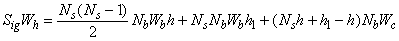 $S_{ig}W_h = \frac{N_s(N_s-1)}{2} N_b W_b h + N_s N_b W_b h_1 + (N_s h + h_1 - h) N_b W_c$